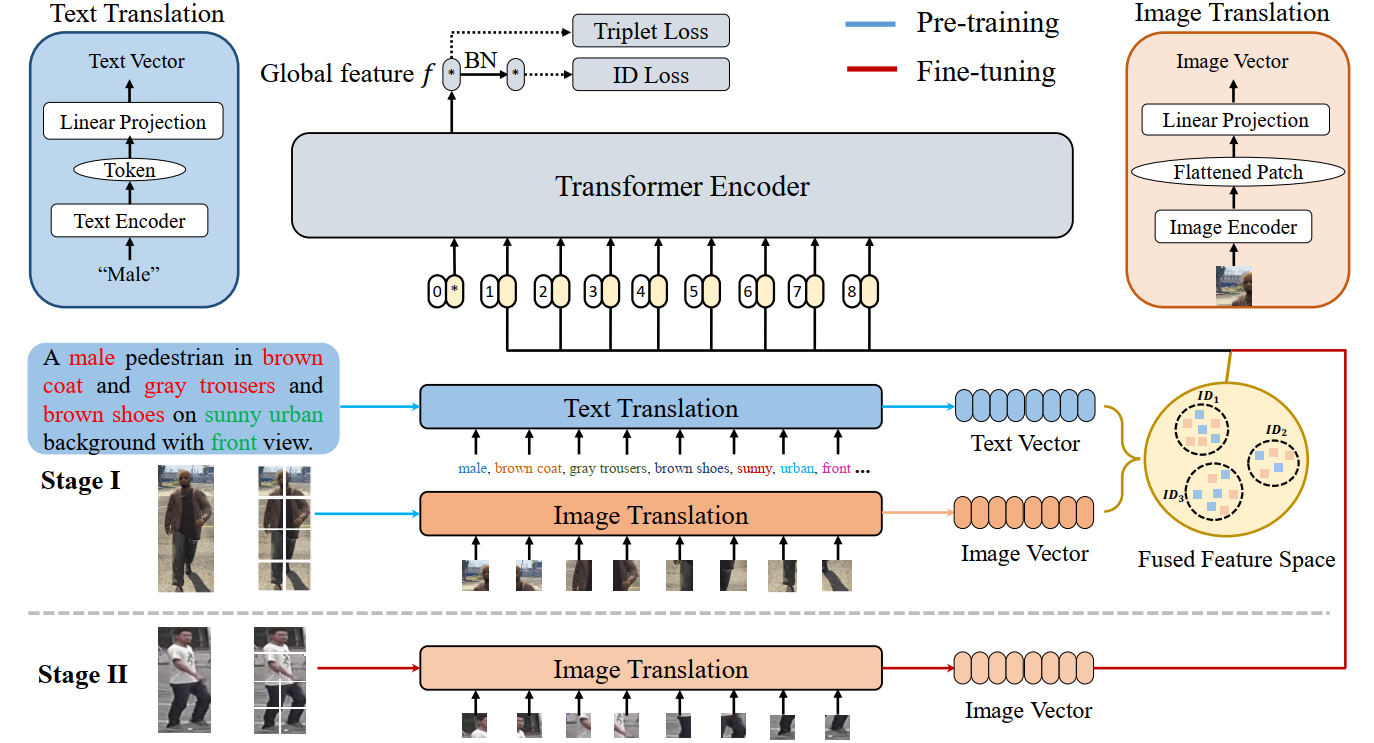 Text Translation
Text Vector
Linear Projection
Token
Text Encoder
“Male”
Global feature f
*
BN
*
Triplet Loss
ID Loss
Pre-training
Fine-tuning
Image Translation
Image Vector
Linear Projection
Flattened Patch
Image Encoder
Transformer Encoder
0 * 1 2 3 4 5 6 7 8
A male pedestrian in brown
coat and gray trousers and
brown shoes on sunny urban
background with front view.
Text Translation
Text Vector
male, brown coat, gray trousers, brown shoes, sunny, urban, front ...
Stage I
Image Translation
Image Vector
ID1
ID2
ID3
Fused Feature Space
Stage II
Image Translation
Image Vector